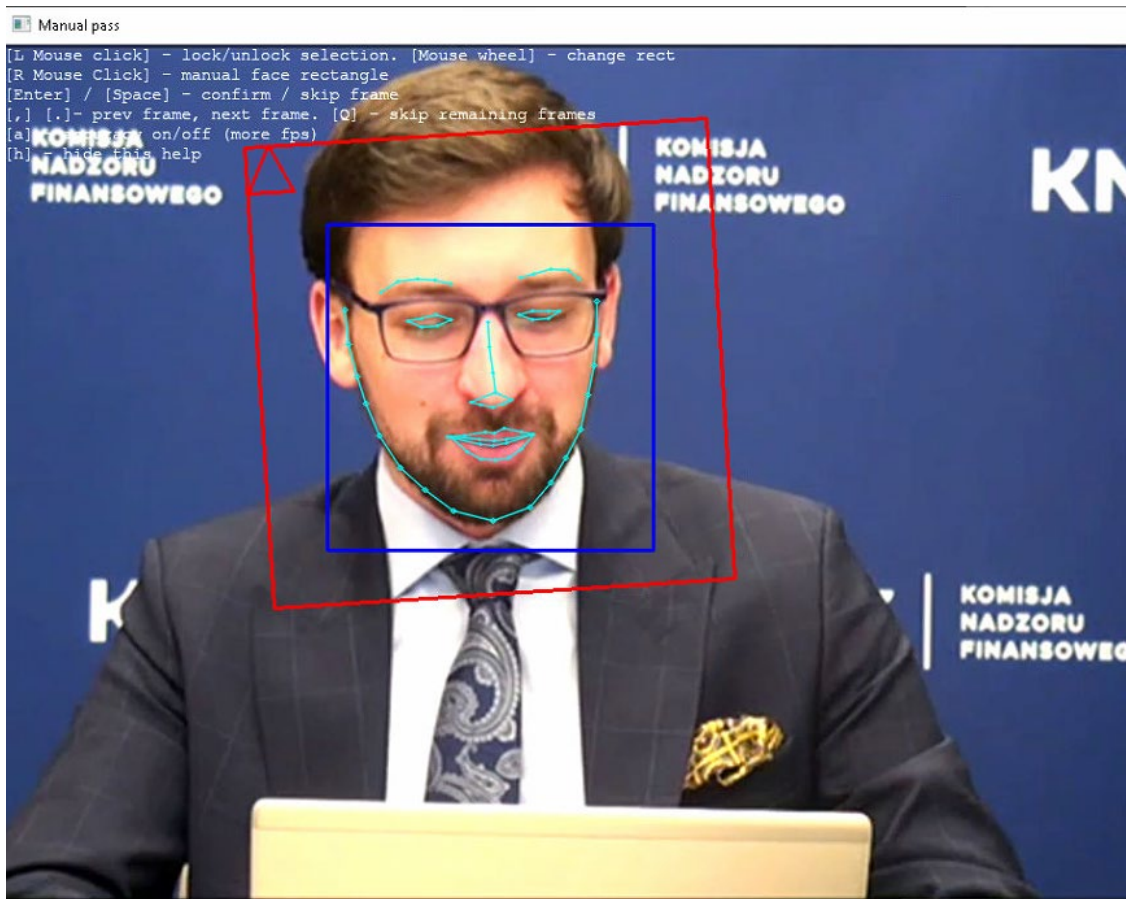 Manual pass
[L Mouse click] - lock/unlock selection. [Mouse wheel] - change rect
[R Mouse Click] - manual face rectangle
[Enter] / [Space] - confirm / skip frame
[,] [.]- prev frame, next frame. [Q] - skip remaining frames
[a] - accuracy on/off (more fps)
[h] - hide this help
KOMISJA
NADZORU
FINANSOWEGO
KOMISJA
NADZORU
FINANSOWEGO
KN
K
KOMISJA
NADZORU
FINANSOWEG